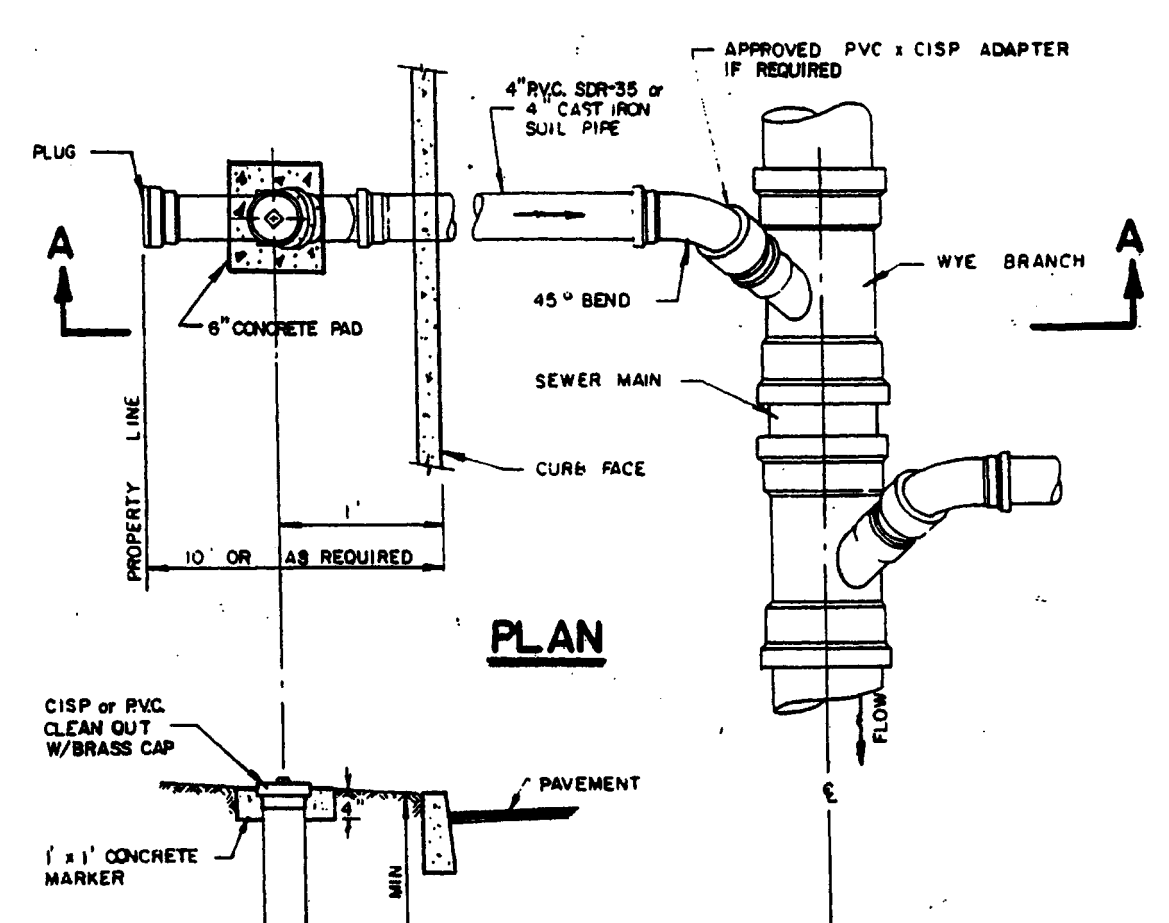 APPROVED PVC x CISP ADAPTER
IF REQUIRED
4" P.V.C. SDR-35 or
4" CAST IRON
SOIL PIPE
PLUG
A
A
WYE BRANCH
45° BEND
6" CONCRETE PAD
SEWER MAIN
PROPERTY LINE
CURB FACE
1'
10' OR AS REQUIRED
PLAN
CISP or P.V.C.
CLEAN OUT
W/BRASS CAP
FLOW
PAVEMENT
℄
4"
1' x 1' CONCRETE
MARKER
MIN